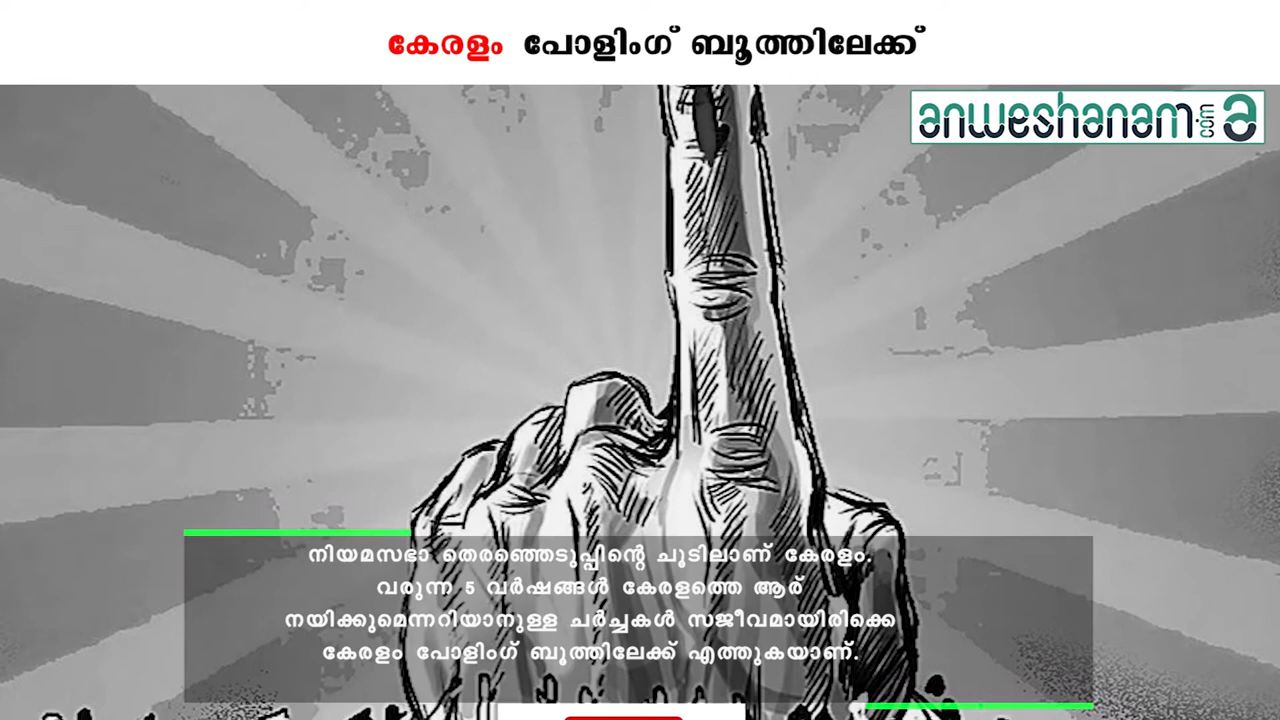 കേരളം പോളിംഗ് ബൂത്തിലേക്ക്
anweshanam.com
നിയമസഭാ തെരഞ്ഞെടുപ്പിന്റെ ചൂടിലാണ് കേരളം.
വരുന്ന 5 വർഷങ്ങൾ കേരളത്തെ ആര്
നയിക്കുമെന്നറിയാനുള്ള ചർച്ചകൾ സജീവമായിരിക്കെ
കേരളം പോളിംഗ് ബൂത്തിലേക്ക് എത്തുകയാണ്.